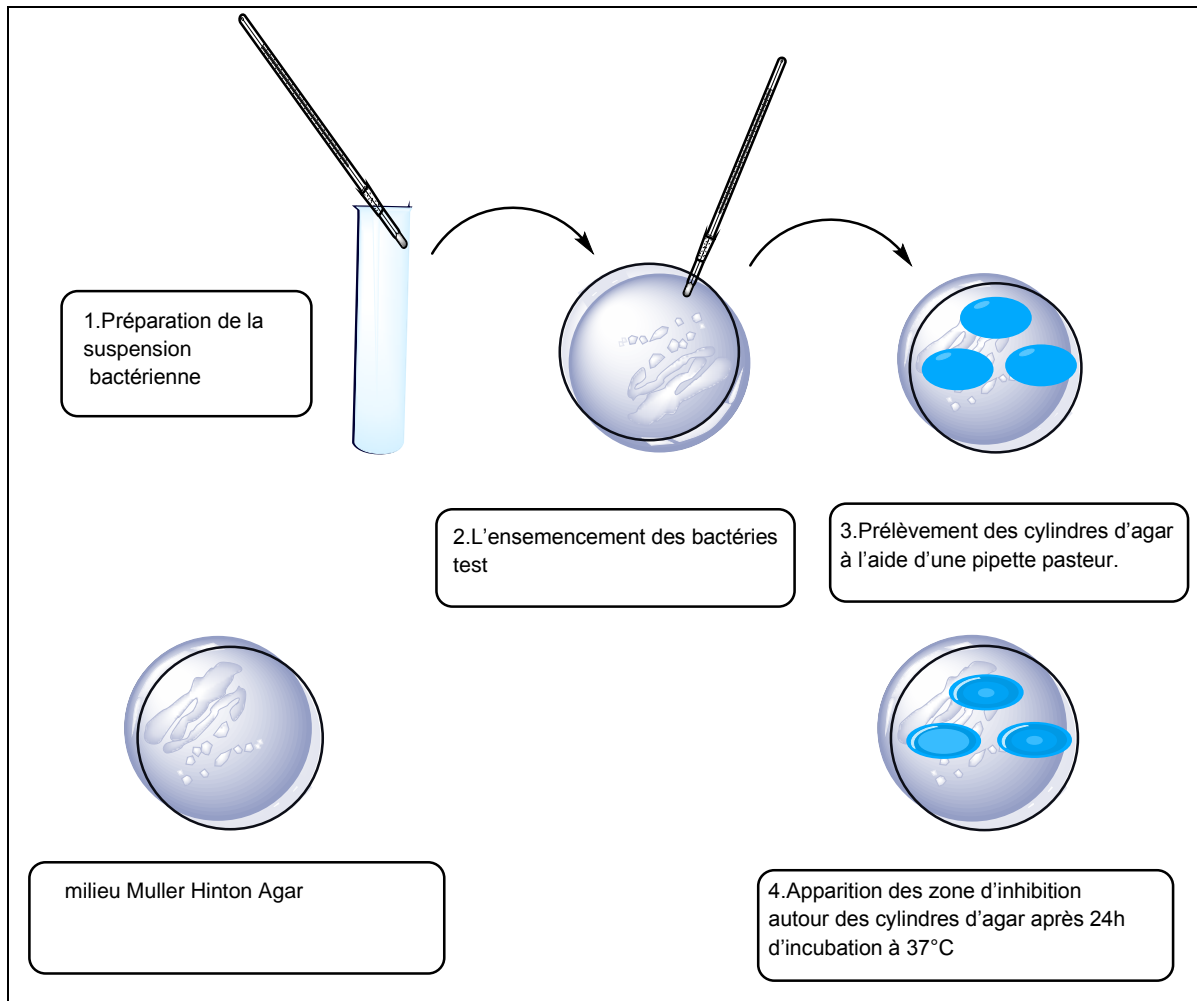 1.Préparation de la
suspension
bactérienne
2.L’ensemencement des bactéries
test
3.Prélèvement des cylindres d’agar
à l’aide d’une pipette pasteur.
milieu Muller Hinton Agar
4.Apparition des zone d’inhibition
autour des cylindres d’agar après 24h
d’incubation à 37°C